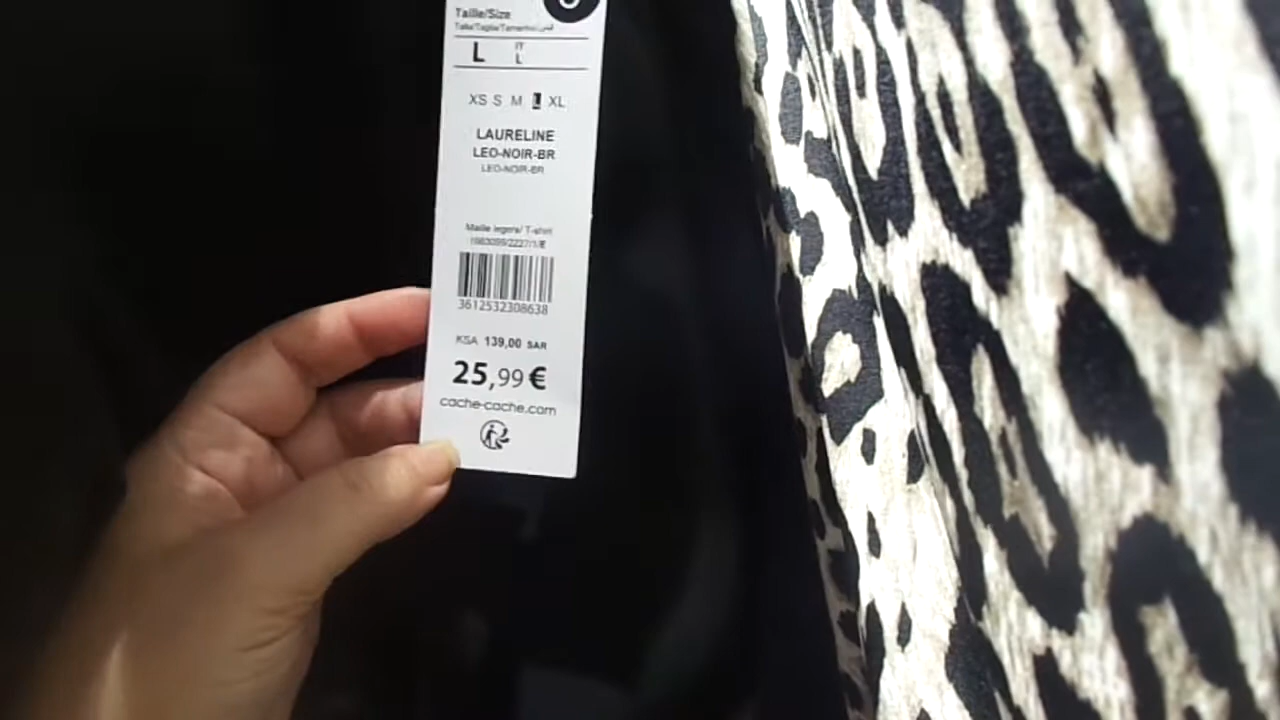 Taille/Size
L IT
L
XS S M L XL
LAURELINE
LEO-NOIR-BR
LEO-NOIR-BR
Maille legere/ T-shirt
3612532308638
KSA 139,00 SAR
25,99€
cache-cache.com